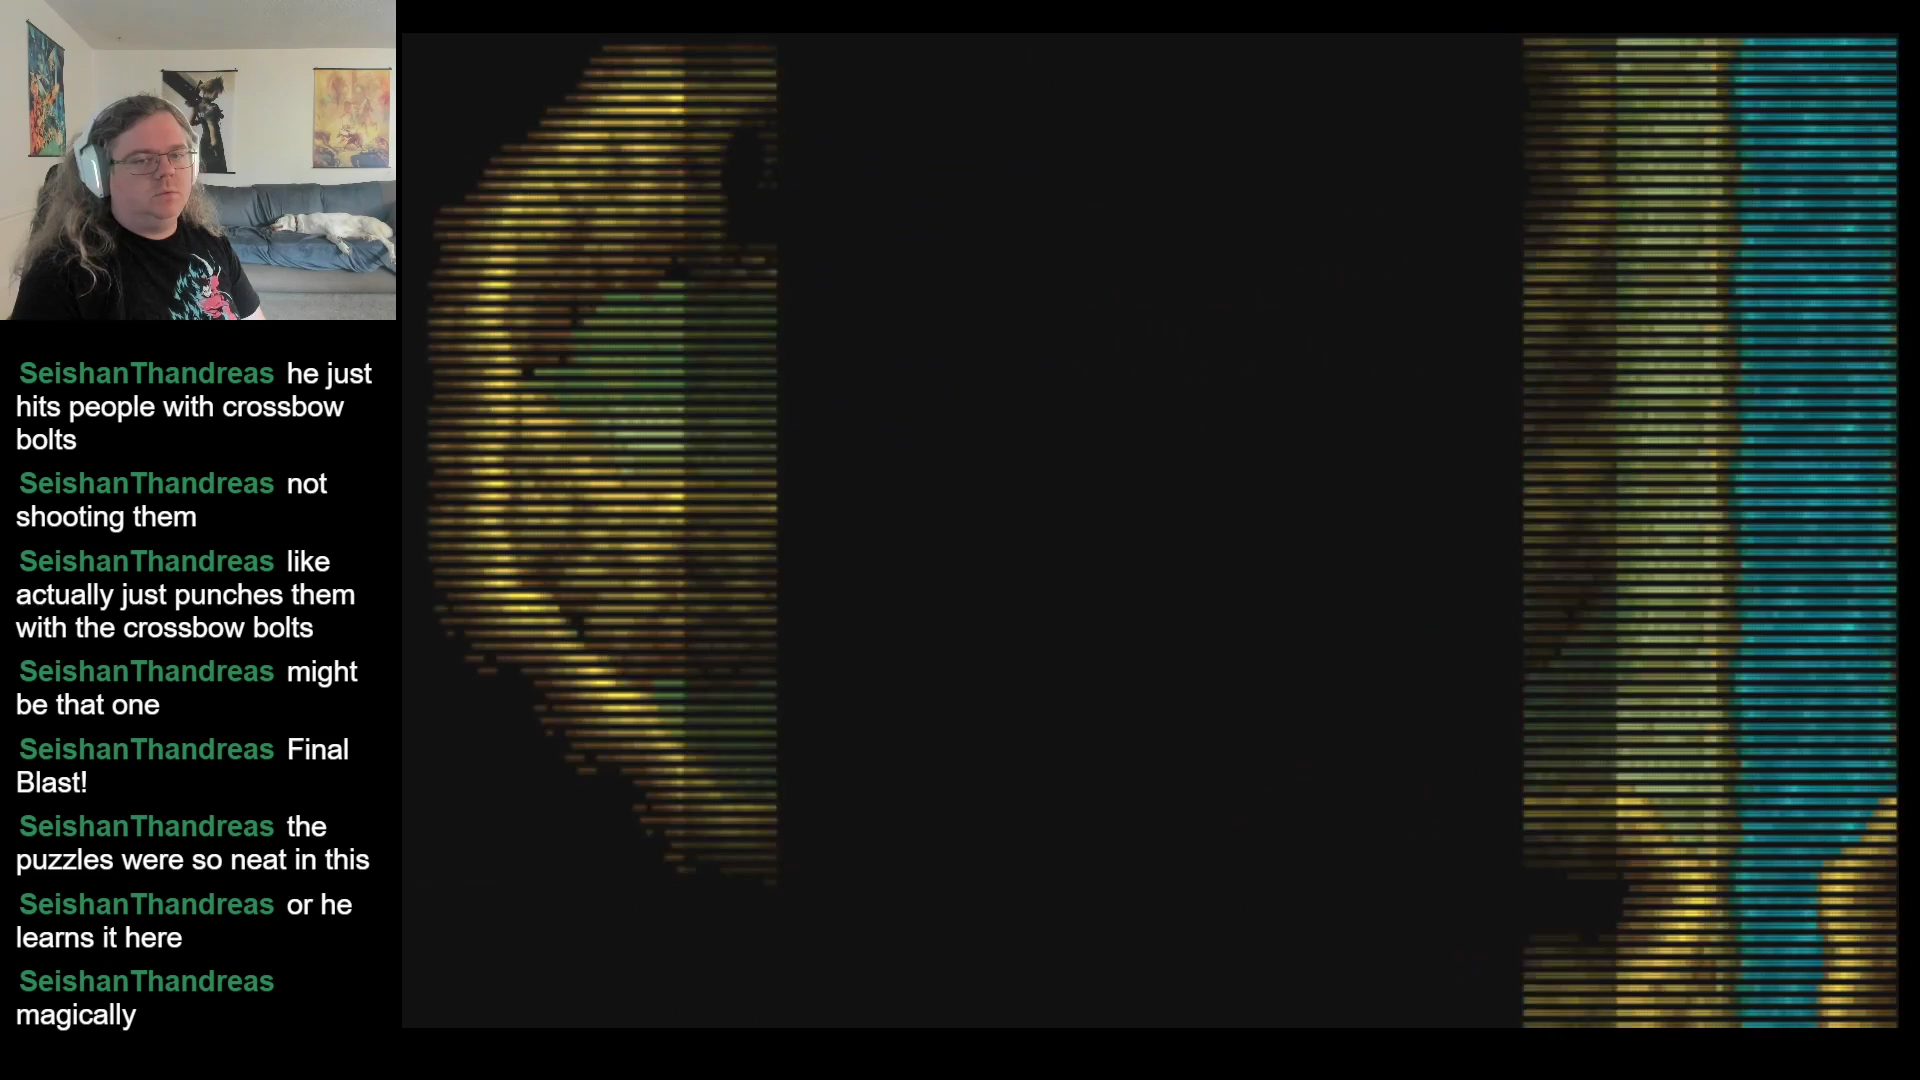 SeishanThandreas he just
hits people with crossbow
bolts
SeishanThandreas not
shooting them
SeishanThandreas like
actually just punches them
with the crossbow bolts
SeishanThandreas might
be that one
SeishanThandreas Final
Blast!
SeishanThandreas the
puzzles were so neat in this
SeishanThandreas or he
learns it here
SeishanThandreas
magically